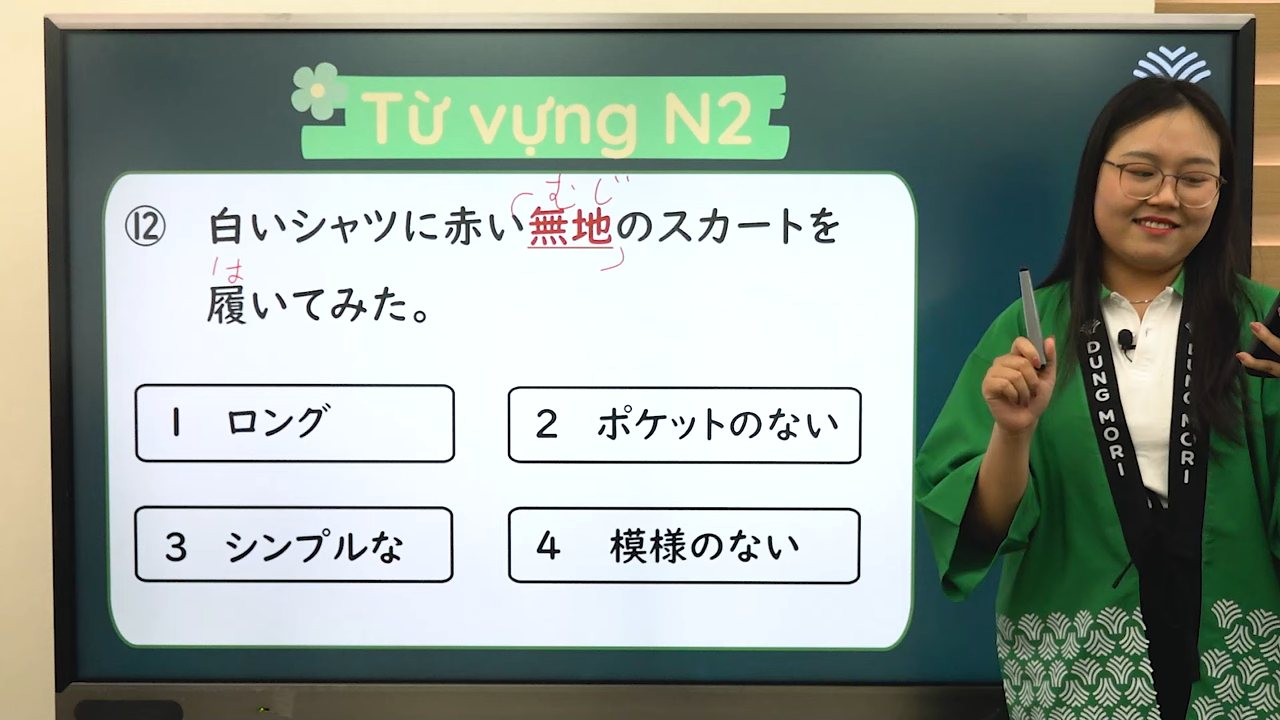 Từ vựng N2
むじ
⑫ 白いシャツに赤い無地のスカートを
は
履いてみた。
1 ロング
2 ポケットのない
3 シンプルな
4 模様のない
DUNG MORI
DUNG MORI